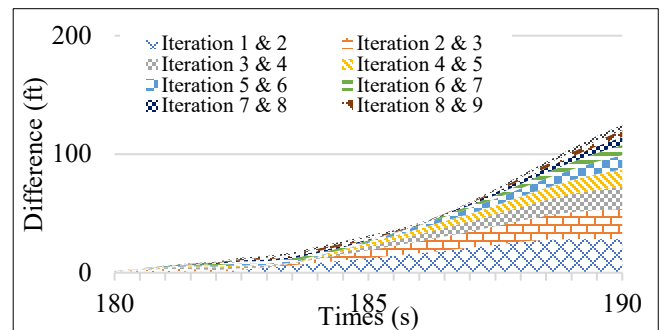 200
Iteration 1 & 2 Iteration 2 & 3
Iteration 3 & 4 Iteration 4 & 5
Iteration 5 & 6 Iteration 6 & 7
Iteration 7 & 8 Iteration 8 & 9
Difference (ft)
100
0
180 185 190
Times (s)